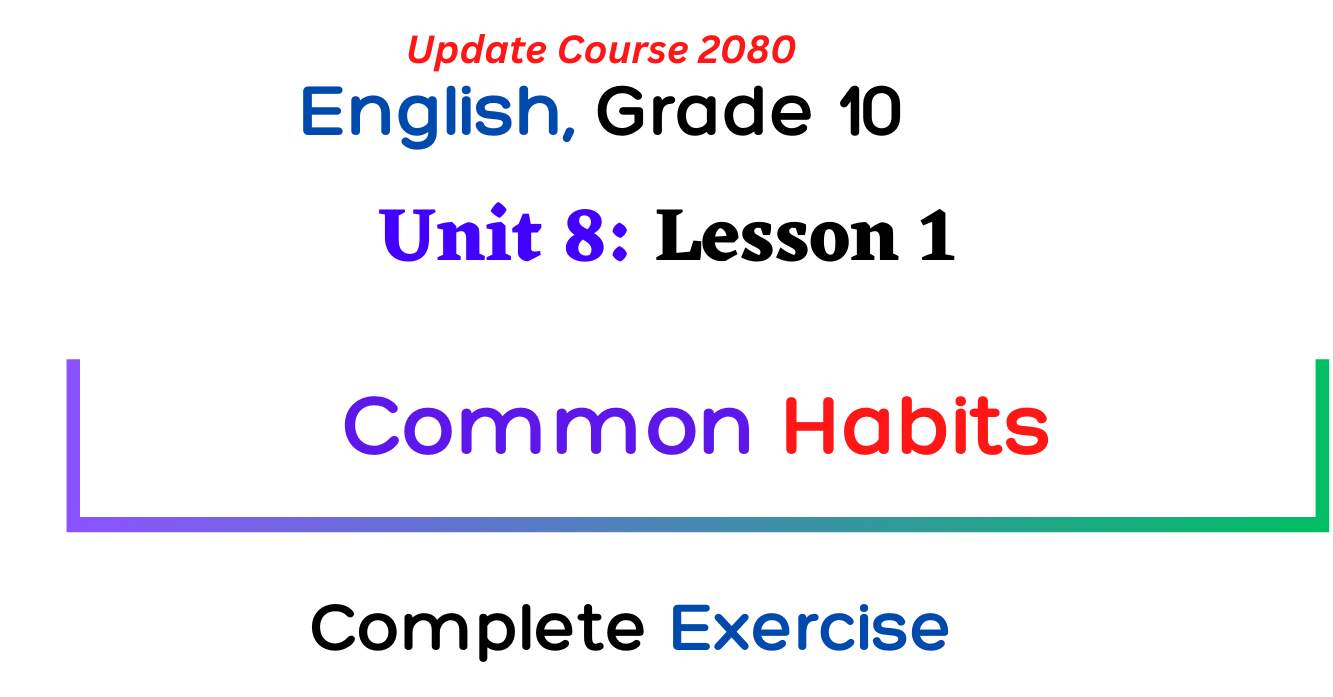 Update Course 2080
English, Grade 10
Unit 8: Lesson 1
Common Habits
Complete Exercise